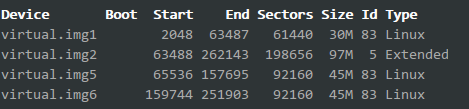 Device Boot Start End Sectors Size Id Type
virtual.img1 2048 63487 61440 30M 83 Linux
virtual.img2 63488 262143 198656 97M 5 Extended
virtual.img5 65536 157695 92160 45M 83 Linux
virtual.img6 159744 251903 92160 45M 83 Linux